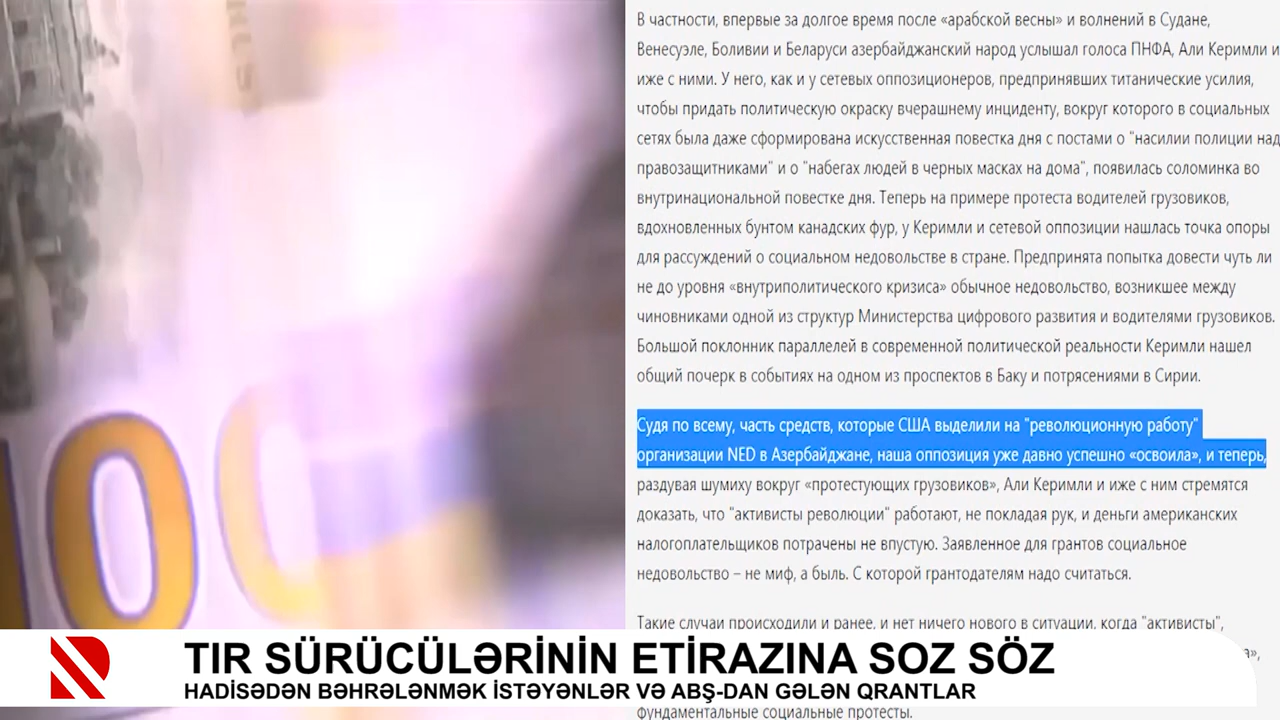 В частности, впервые за долгое время после «арабской весны» и волнений в Судане,
Венесуэле, Боливии и Беларуси азербайджанский народ услышал голоса ПНФА, Али Керимли и
иже с ними. У него, как и у сетевых оппозиционеров, предпринявших титанические усилия,
чтобы придать политическую окраску вчерашнему инциденту, вокруг которого в социальных
сетях была даже сформирована искусственная повестка дня с постами о "насилии полиции над
правозащитниками" и о "набегах людей в черных масках на дома", появилась соломинка во
внутринациональной повестке дня. Теперь на примере протеста водителей грузовиков,
вдохновленных бунтом канадских фур, у Керимли и сетевой оппозиции нашлась точка опоры
для рассуждений о социальном недовольстве в стране. Предпринята попытка довести чуть ли
не до уровня «внутриполитического кризиса» обычное недовольство, возникшее между
чиновниками одной из структур Министерства цифрового развития и водителями грузовиков.
Большой поклонник параллелей в современной политической реальности Керимли нашел
общий почерк в событиях на одном из проспектов в Баку и потрясениями в Сирии.
Судя по всему, часть средств, которые США выделили на "революционную работу"
организации NED в Азербайджане, наша оппозиция уже давно успешно «освоила», и теперь,
раздувая шумиху вокруг «протестующих грузовиков», Али Керимли и иже с ним стремятся
доказать, что "активисты революции" работают, не покладая рук, и деньги американских
налогоплательщиков потрачены не впустую. Заявленное для грантов социальное
недовольство – не миф, а быль. С которой грантодателям надо считаться.
Такие случаи происходили и ранее, и нет ничего нового в ситуации, когда "активисты",
фундаментальные социальные протесты.
100
TIR SÜRÜCÜLƏRİNİN ETİRAZINA SOZ SÖZ
HADİSƏDƏN BƏHRƏLƏNMƏK İSTƏYƏNLƏR VƏ ABŞ-DAN GƏLƏN QRANTLAR